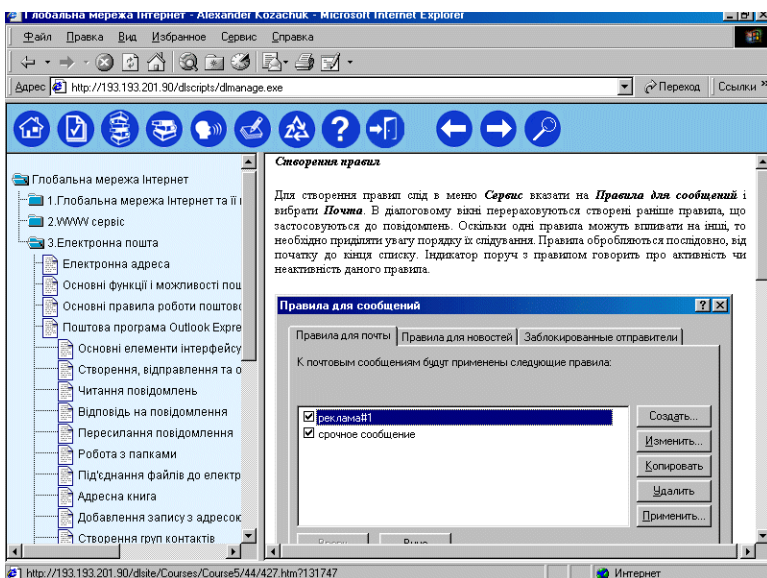 Глобальна мережа Інтернет - Alexander Kozachuk - Microsoft Internet Explorer
Файл Правка Вид Избранное Сервис Справка
Адрес http://193.193.201.90/dlscripts/dlmanage.exe Переход Ссылки »
Глобальна мережа Інтернет
1.Глобальна мережа Інтернет та її
2.WWW сервіс
3.Електронна пошта
Електронна адреса
Основні функції і можливості пош
Основні правила роботи поштово
Поштова програма Outlook Expre
Основні елементи інтерфейсу
Створення, відправлення та о
Читання повідомлень
Відповідь на повідомлення
Пересилання повідомлення
Робота з папками
Під'єднання файлів до електр
Адресна книга
Добавлення запису з адресок
Створення груп контактів
Створення правил
Для створення правил слід в меню Сервис вказати на Правила для сообщений і
вибрати Почта. В діалоговому вікні перераховуються створені раніше правила, що
застосовуються до повідомлень. Оскільки одні правила можуть впливати на інші, то
необхідно приділяти увагу порядку їх слідування. Правила обробляються послідовно, від
початку до кінця списку. Індикатор поруч з правилом говорить про активність чи
неактивність даного правила.
Правила для сообщений
Правила для почты Правила для новостей Заблокированные отправители
К почтовым сообщениям будут применены следующие правила:
реклама#1
срочное сообщение
Создать...
Изменить...
Копировать
Удалить
Применить...
http://193.193.201.90/dlsite/Courses/Course5/44/427.htm?131747 Интернет